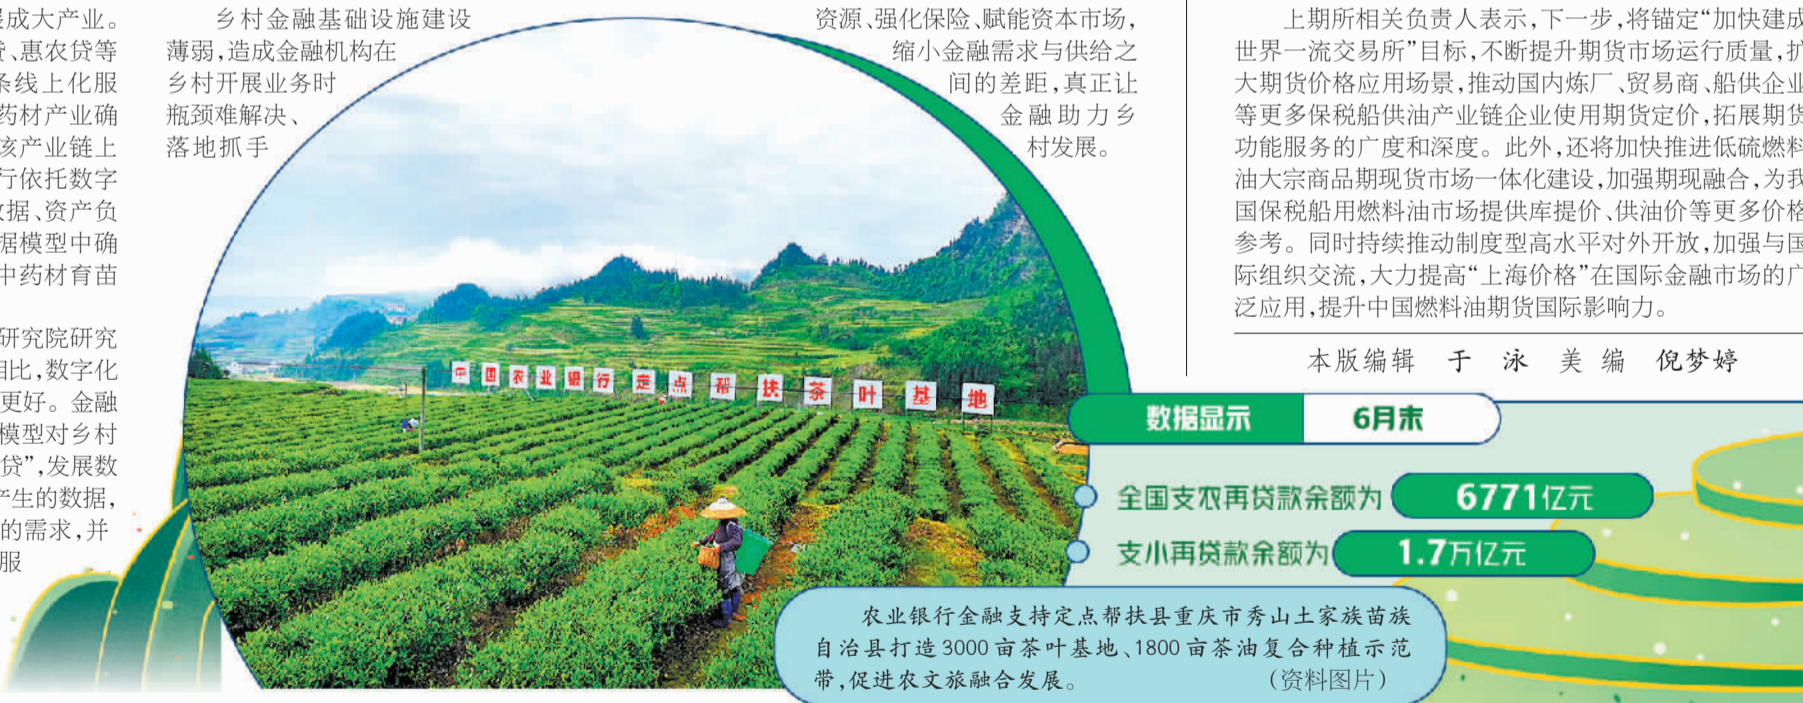 展成大产业。
贷、惠农贷等
条线上化服
药材产业确
该产业链上
行依托数字
数据、资产负
据模型中确
中药材育苗
研究院研究
相比,数字化
更好。金融
模型对乡村
贷”,发展数
产生的数据,
的需求,并
服
乡村金融基础设施建设
薄弱,造成金融机构在
乡村开展业务时
瓶颈难解决、
落地抓手
资源、强化保险、赋能资本市场,
缩小金融需求与供给之
间的差距,真正让
金融助力乡
村发展。
中国农业银行定点帮扶茶叶基地
上期所相关负责人表示,下一步,将锚定“加快建成
世界一流交易所”目标,不断提升期货市场运行质量,扩
大期货价格应用场景,推动国内炼厂、贸易商、船供企业
等更多保税船供油产业链企业使用期货定价,拓展期货
功能服务的广度和深度。此外,还将加快推进低硫燃料
油大宗商品期现货市场一体化建设,加强期现融合,为我
国保税船用燃料油市场提供库提价、供油价等更多价格
参考。同时持续推动制度型高水平对外开放,加强与国
际组织交流,大力提高“上海价格”在国际金融市场的广
泛应用,提升中国燃料油期货国际影响力。
本版编辑 于 泳 美 编 倪梦婷
数据显示 6月末
全国支农再贷款余额为 6771亿元
支小再贷款余额为 1.7万亿元
农业银行金融支持定点帮扶县重庆市秀山土家族苗族
自治县打造3000亩茶叶基地、1800亩茶油复合种植示范
带,促进农文旅融合发展。 (资料图片)